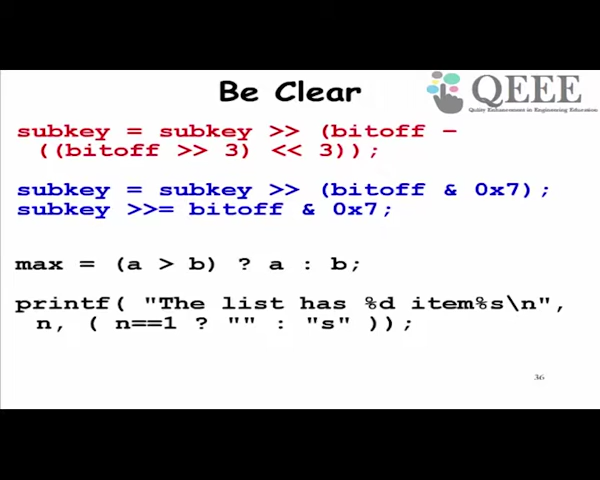 Be Clear
QEEE
Quality Enhancement in Engineering Education
subkey = subkey >> (bitoff –
((bitoff >> 3) << 3));
subkey = subkey >> (bitoff & 0x7);
subkey >>= bitoff & 0x7;
max = (a > b) ? a : b;
printf( "The list has %d item%s\n",
n, ( n==1 ? "" : "s" ));
36